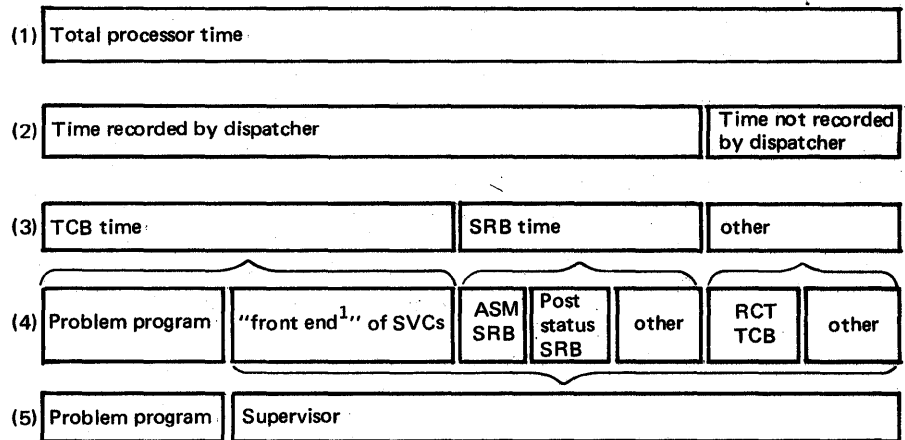 (1) Total processor time
(2) Time recorded by dispatcher
Time not recorded
by dispatcher
(3) TCB time
SRB time
other
(4) Problem program
"front end1" of SVCs
ASM
SRB
Post
status
SRB
other
RCT
TCB
other
(5) Problem program
Supervisor